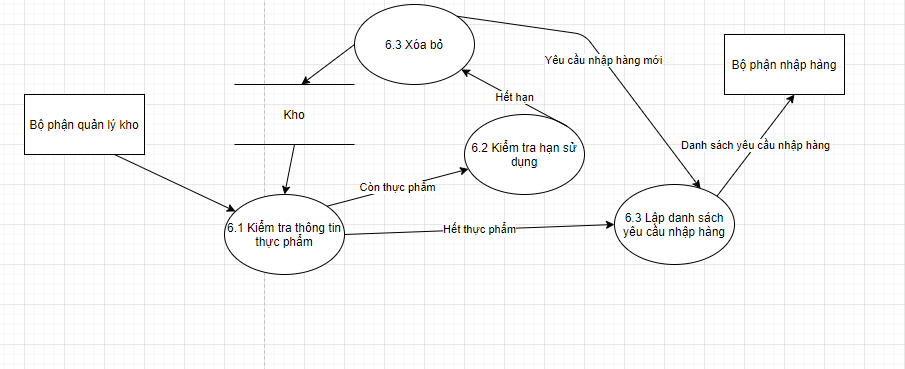 6.3 Xóa bỏ
Yêu cầu nhập hàng mới
Bộ phận nhập hàng
Hết hạn
Kho
Bộ phận quản lý kho
6.2 Kiểm tra hạn sử
dụng
Danh sách yêu cầu nhập hàng
Còn thực phẩm
6.1 Kiểm tra thông tin
thực phẩm
Hết thực phẩm
6.3 Lập danh sách
yêu cầu nhập hàng